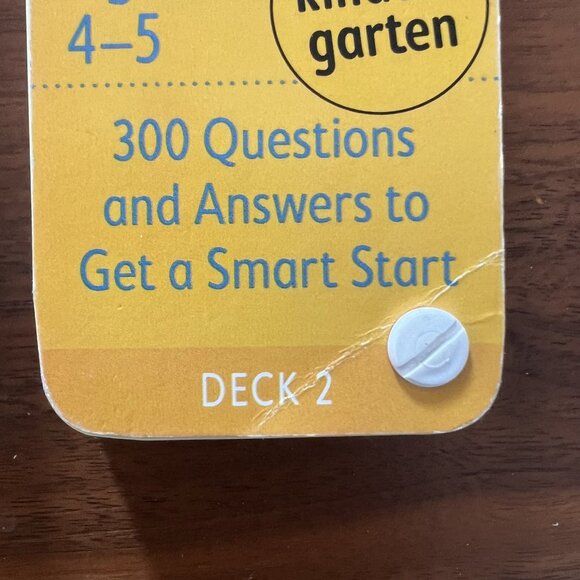 4–5
garten
300 Questions
and Answers to
Get a Smart Start
DECK 2